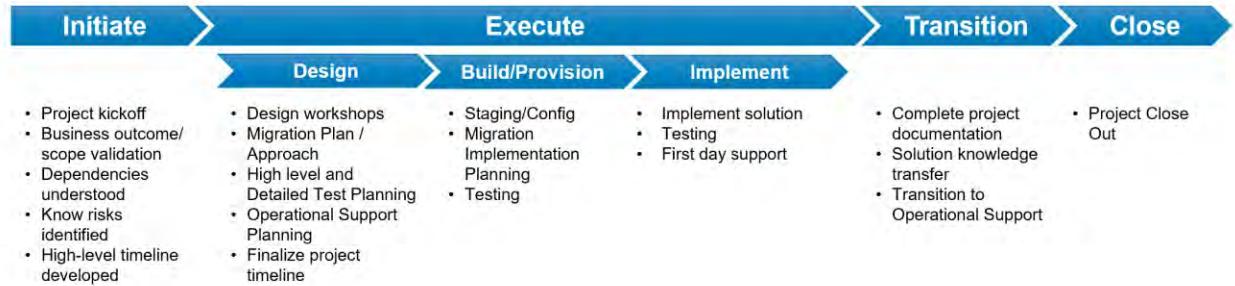 Initiate
Execute
Transition
Close
Design
Build/Provision
Implement
• Project kickoff
• Business outcome/
scope validation
• Dependencies
understood
• Know risks
identified
• High-level timeline
developed
• Design workshops
• Migration Plan /
Approach
• High level and
Detailed Test Planning
• Operational Support
Planning
• Finalize project
timeline
• Staging/Config
• Migration
Implementation
Planning
• Testing
• Implement solution
• Testing
• First day support
• Complete project
documentation
• Solution knowledge
transfer
• Transition to
Operational Support
• Project Close
Out